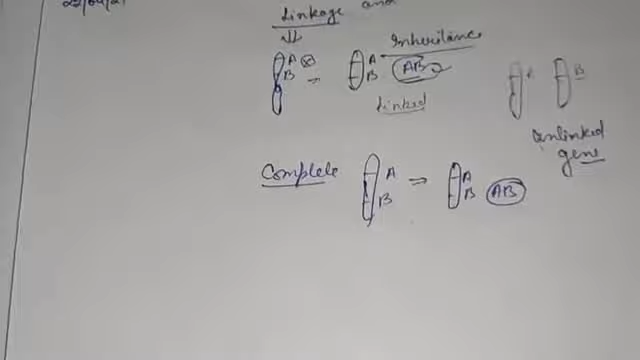 Linkage and
Inheritance
A
B
A
B
AB
Linked
A
B
unlinked
gene
Complete
A
B
A
B
AB